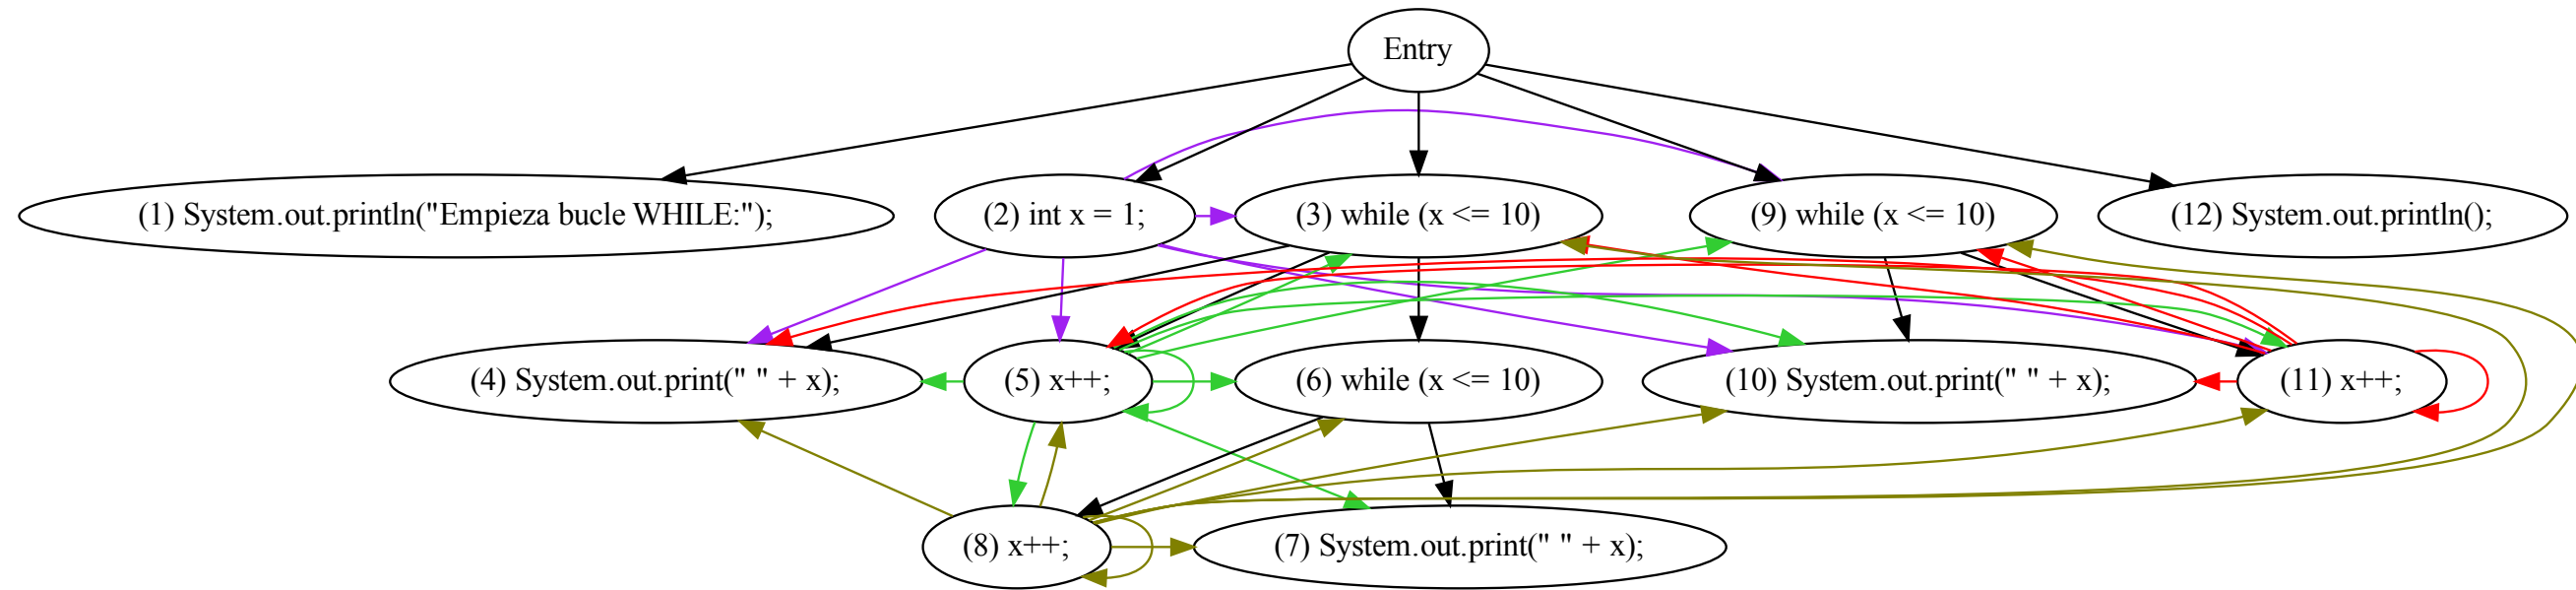 Entry
(1) System.out.println("Empieza bucle WHILE:");
(2) int x = 1;
(3) while (x <= 10)
(9) while (x <= 10)
(12) System.out.println();
(4) System.out.print(" " + x);
(5) x++;
(6) while (x <= 10)
(10) System.out.print(" " + x);
(11) x++;
(8) x++;
(7) System.out.print(" " + x);